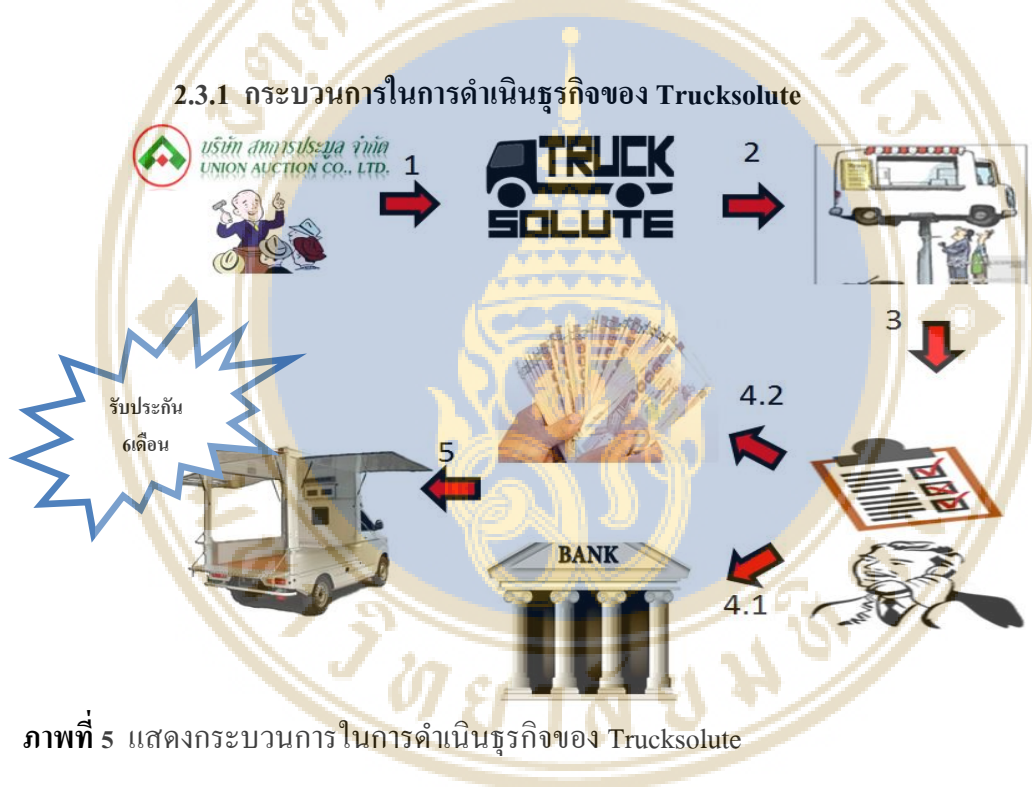 2.3.1 กระบวนการในการดำเนินธุรกิจของ Trucksolute
บริษัท สหการประมูล จำกัด
UNION AUCTION CO., LTD.
1
TRUCK
SOLUTE
2
3
รับประกัน
6เดือน
4.2
5
BANK
4.1
ภาพที่ 5 แสดงกระบวนการในการดำเนินธุรกิจของ Trucksolute